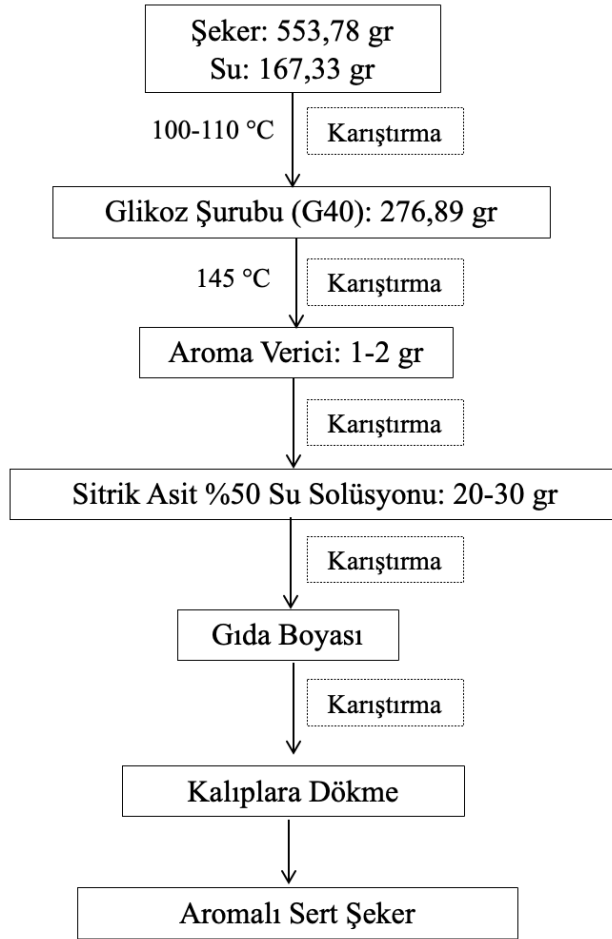 Şeker: 553,78 gr
Su: 167,33 gr
100-110 °C
Karıştırma
Glikoz Şurubu (G40): 276,89 gr
145 °C
Karıştırma
Aroma Verici: 1-2 gr
Karıştırma
Sitrik Asit %50 Su Solüsyonu: 20-30 gr
Karıştırma
Gıda Boyası
Karıştırma
Kalıplara Dökme
Aromalı Sert Şeker